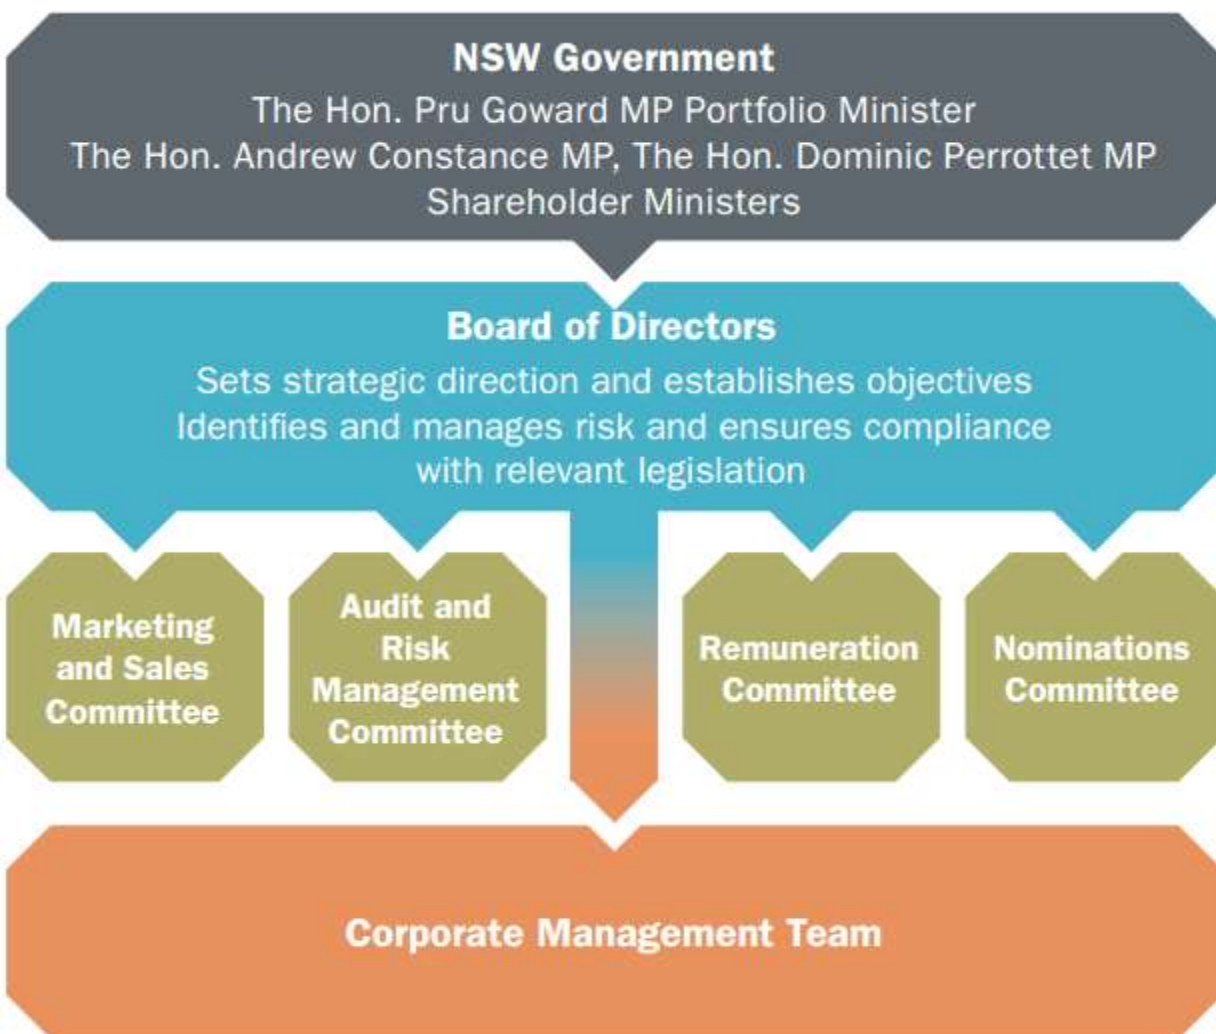 NSW Government
The Hon. Pru Goward MP Portfolio Minister
The Hon. Andrew Constance MP, The Hon. Dominic Perrottet MP
Shareholder Ministers
Board of Directors
Sets strategic direction and establishes objectives
Identifies and manages risk and ensures compliance
with relevant legislation
Marketing
and Sales
Committee
Audit and
Risk
Management
Committee
Remuneration
Committee
Nominations
Committee
Corporate Management Team